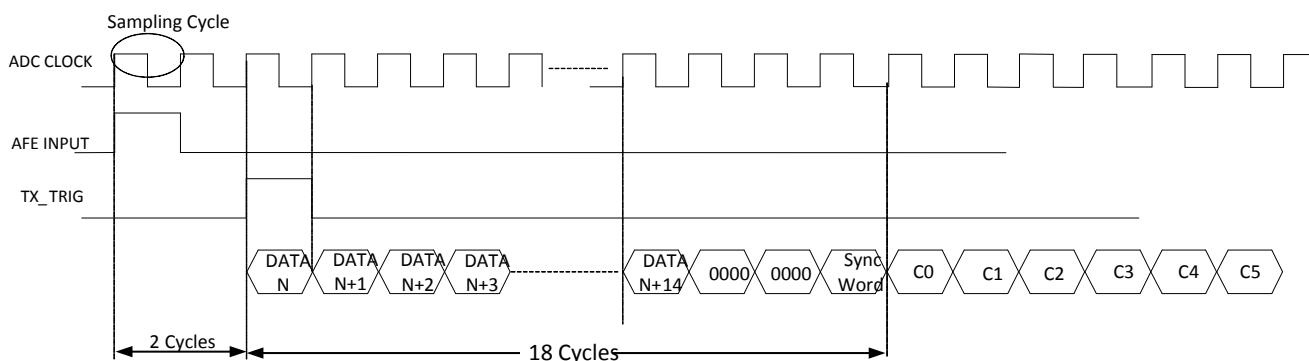 Sampling Cycle
ADC CLOCK
AFE INPUT
TX_TRIG
DATA
N
DATA
N+1
DATA
N+2
DATA
N+3
DATA
N+14
0000
0000
Sync
Word
C0
C1
C2
C3
C4
C5
2 Cycles
18 Cycles